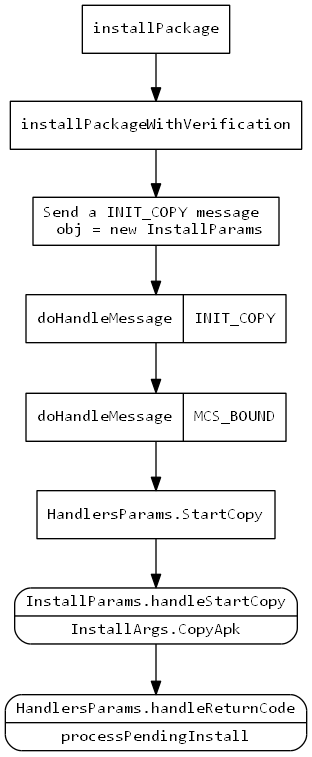 installPackage
installPackageWithVerification
Send a INIT_COPY message
obj = new InstallParams
doHandleMessage INIT_COPY
doHandleMessage MCS_BOUND
HandlersParams.StartCopy
InstallParams.handleStartCopy
InstallArgs.CopyApk
HandlersParams.handleReturnCode
processPendingInstall